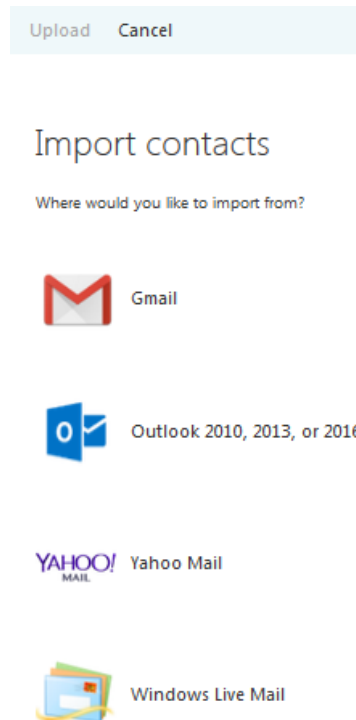 Upload Cancel
Import contacts
Where would you like to import from?
Gmail
Outlook 2010, 2013, or 2016
YAHOO!
MAIL
Yahoo Mail
Windows Live Mail